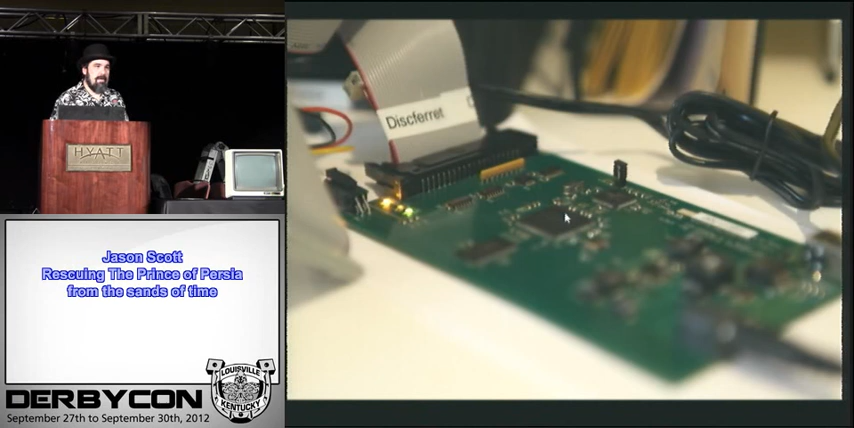 HYATT
Discferret
Jason Scott
Rescuing The Prince of Persia
from the sands of time
LOUISVILLE
KENTUCKY
DERBYCON
September 27th to September 30th, 2012